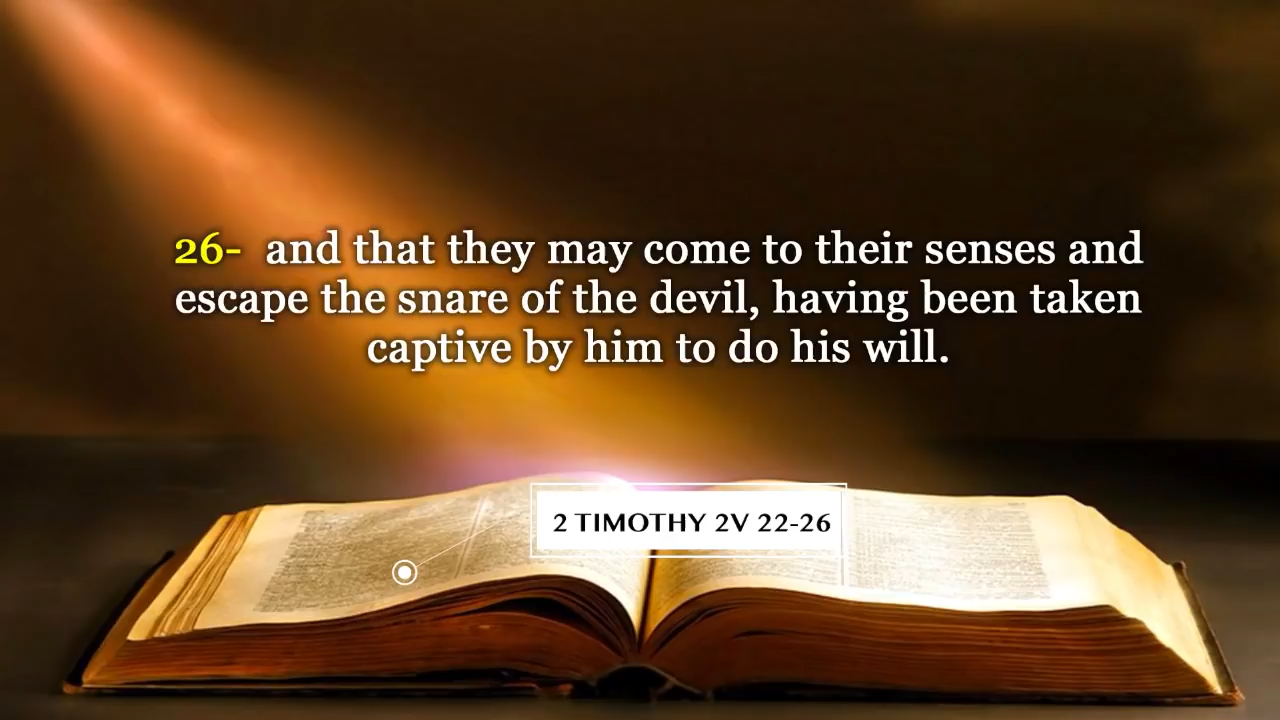 26- and that they may come to their senses and
escape the snare of the devil, having been taken
captive by him to do his will.
2 TIMOTHY 2V 22-26